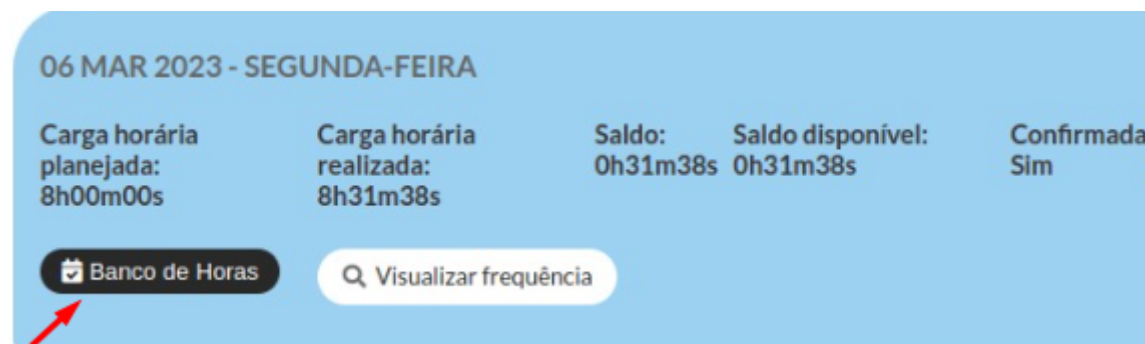 06 MAR 2023 - SEGUNDA-FEIRA
Carga horária
planejada:
8h00m00s
Carga horária
realizada:
8h31m38s
Saldo:
0h31m38s
Saldo disponível:
0h31m38s
Confirmada
Sim
Banco de Horas
Visualizar frequência